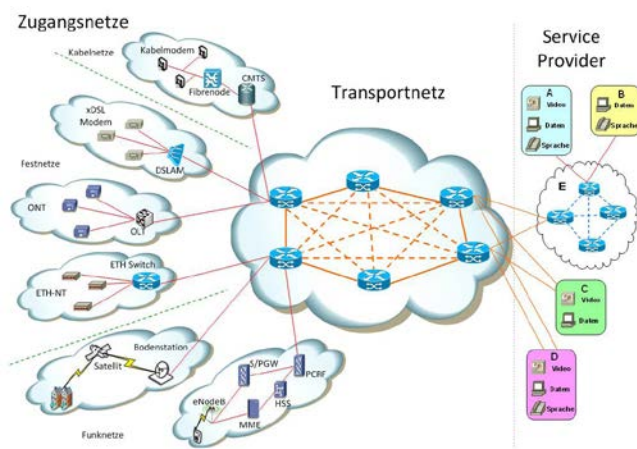 Zugangsnetze
Kabelnetze
Kabelmodem
CMTS
Fibrenode
xDSL
Modem
DSLAM
Festnetze
ONT
OLT
ETH Switch
ETH-NT
Bodenstation
Satellit
Funknetze
S/PGW
PCRF
eNodeB
HSS
MME
Transportnetz
Service
Provider
A
Video
Daten
Sprache
B
Daten
Sprache
E
C
Video
Daten
D
Video
Daten
Sprache